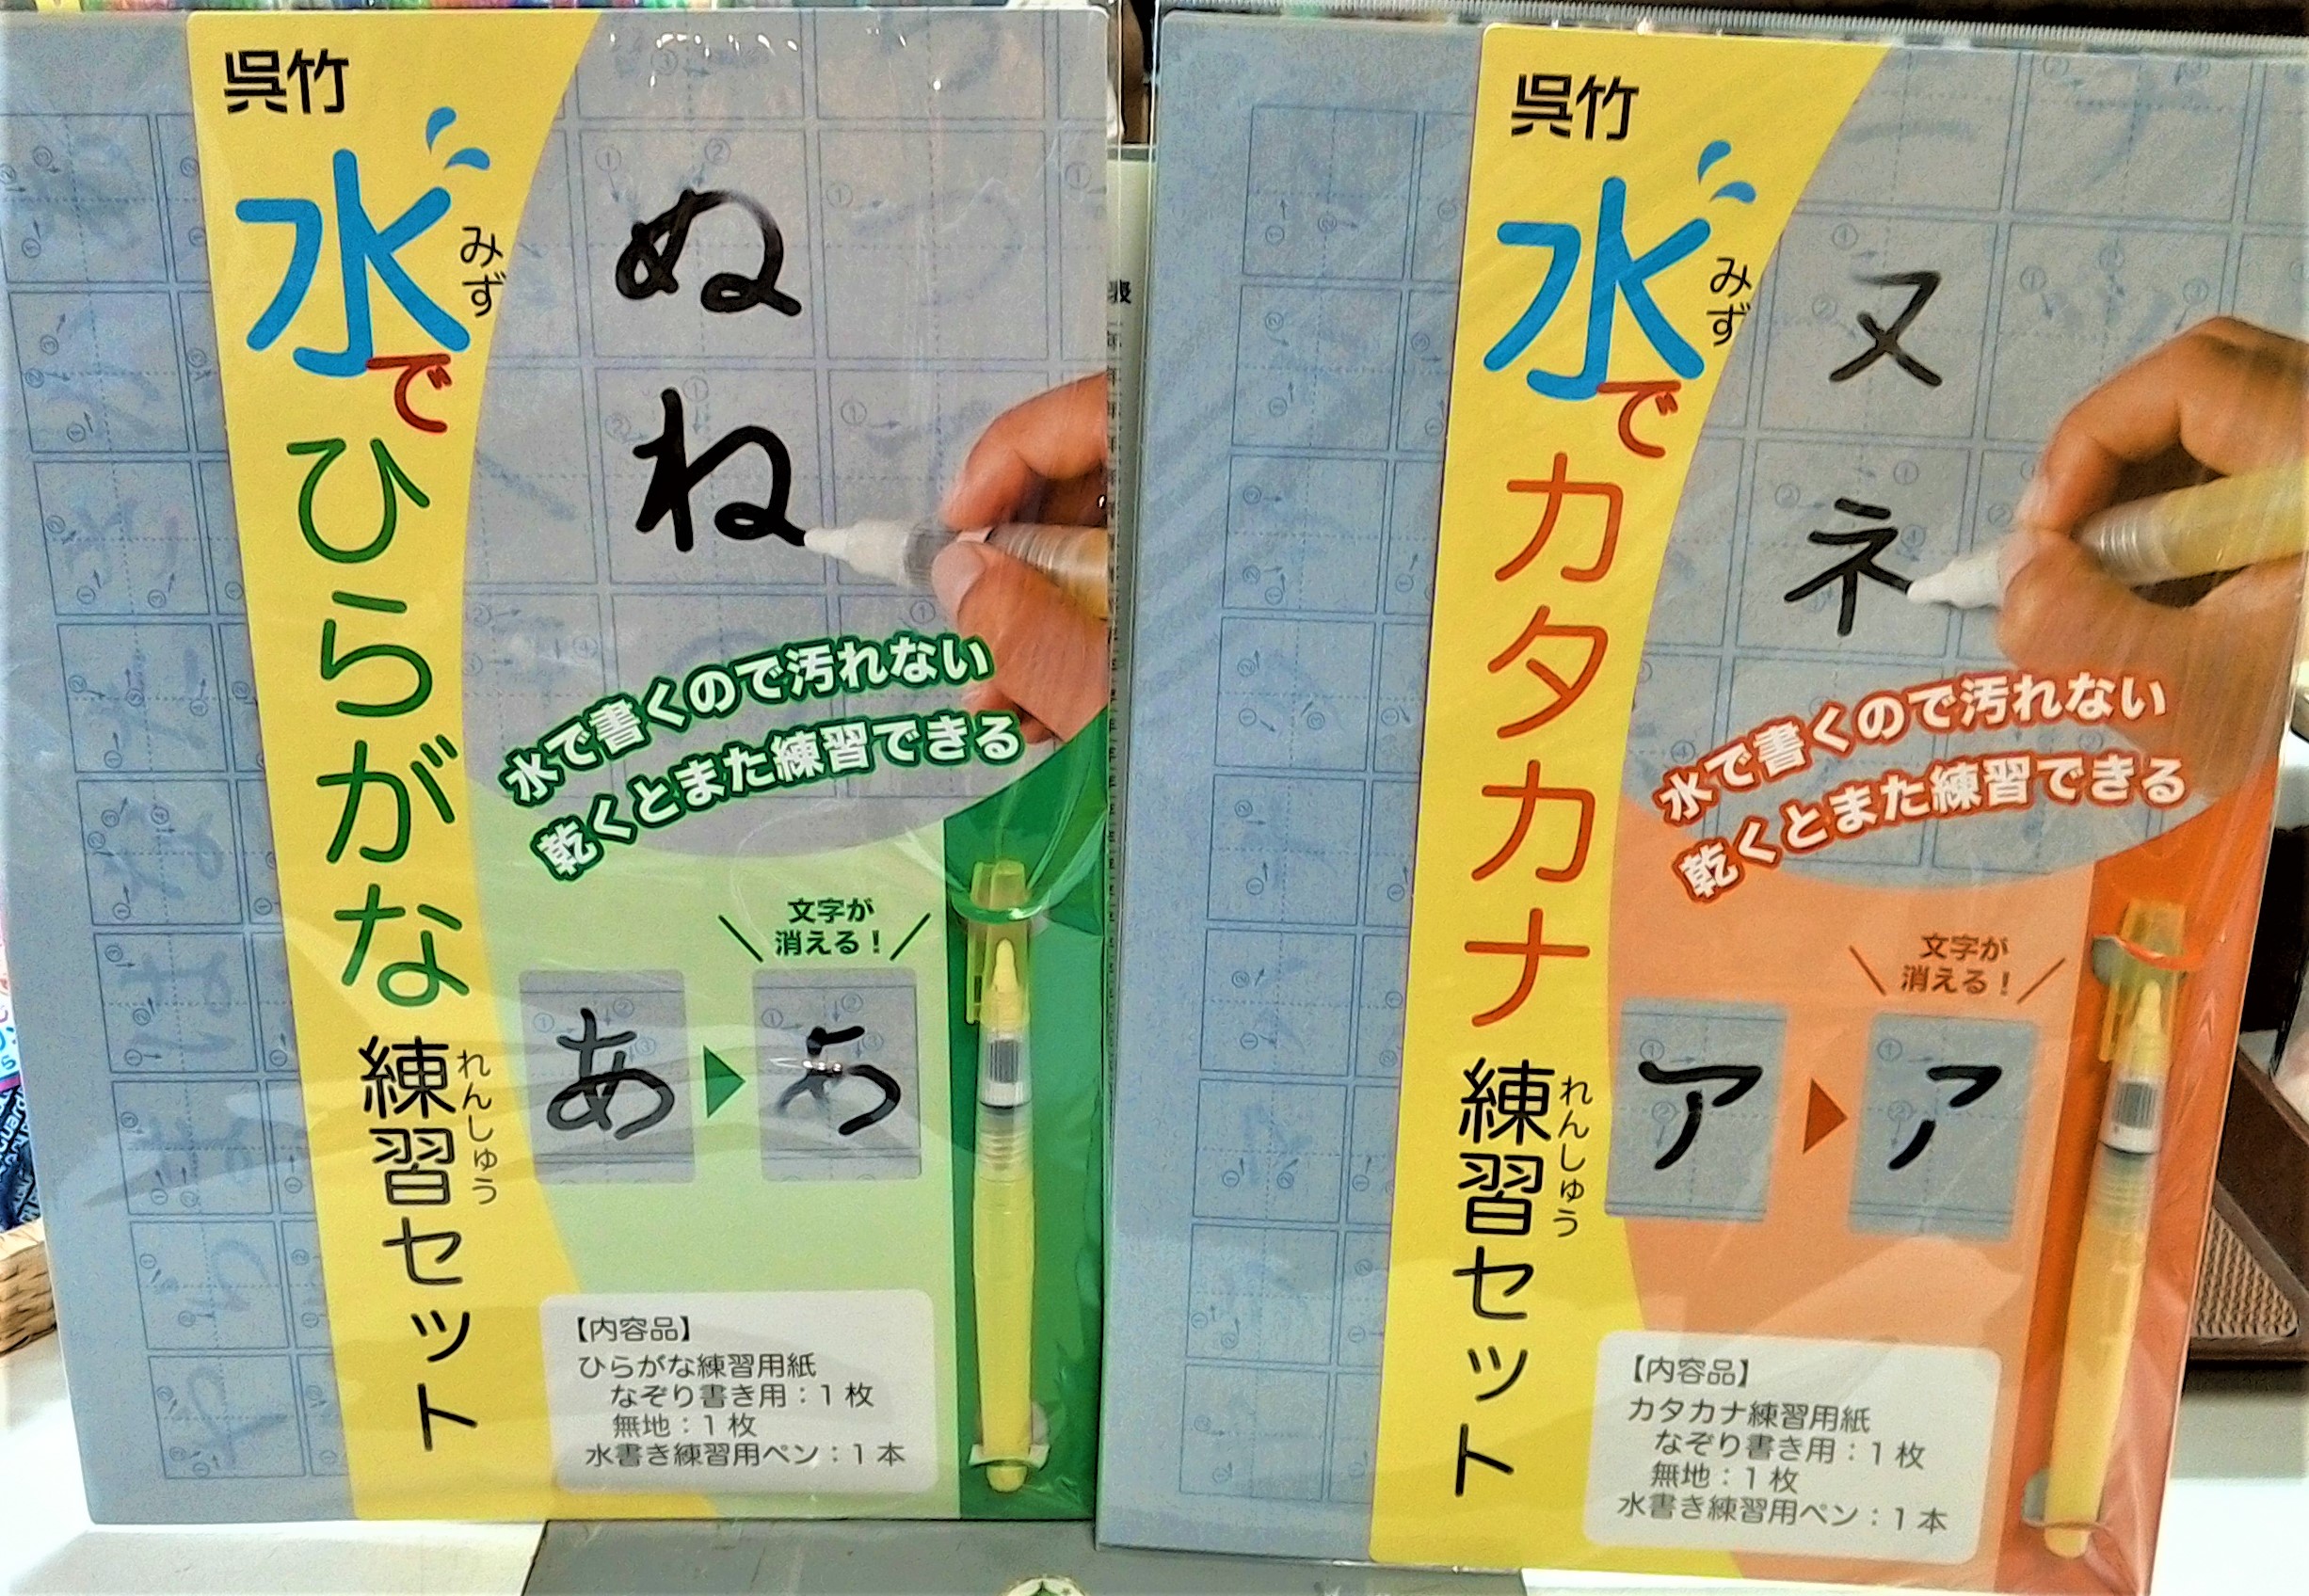 呉竹
水でひらがな練習セット
みず
れんしゅう
ぬ
ね
水で書くので汚れない
乾くとまた練習できる
文字が
消える！
あ
【内容品】
ひらがな練習用紙
なぞり書き用：1枚
無地：1枚
水書き練習用ペン：1本
呉竹
水でカタカナ練習セット
みず
れんしゅう
ヌ
ネ
水で書くので汚れない
乾くとまた練習できる
文字が
消える！
ア
ア
【内容品】
カタカナ練習用紙
なぞり書き用：1枚
無地：1枚
水書き練習用ペン：1本